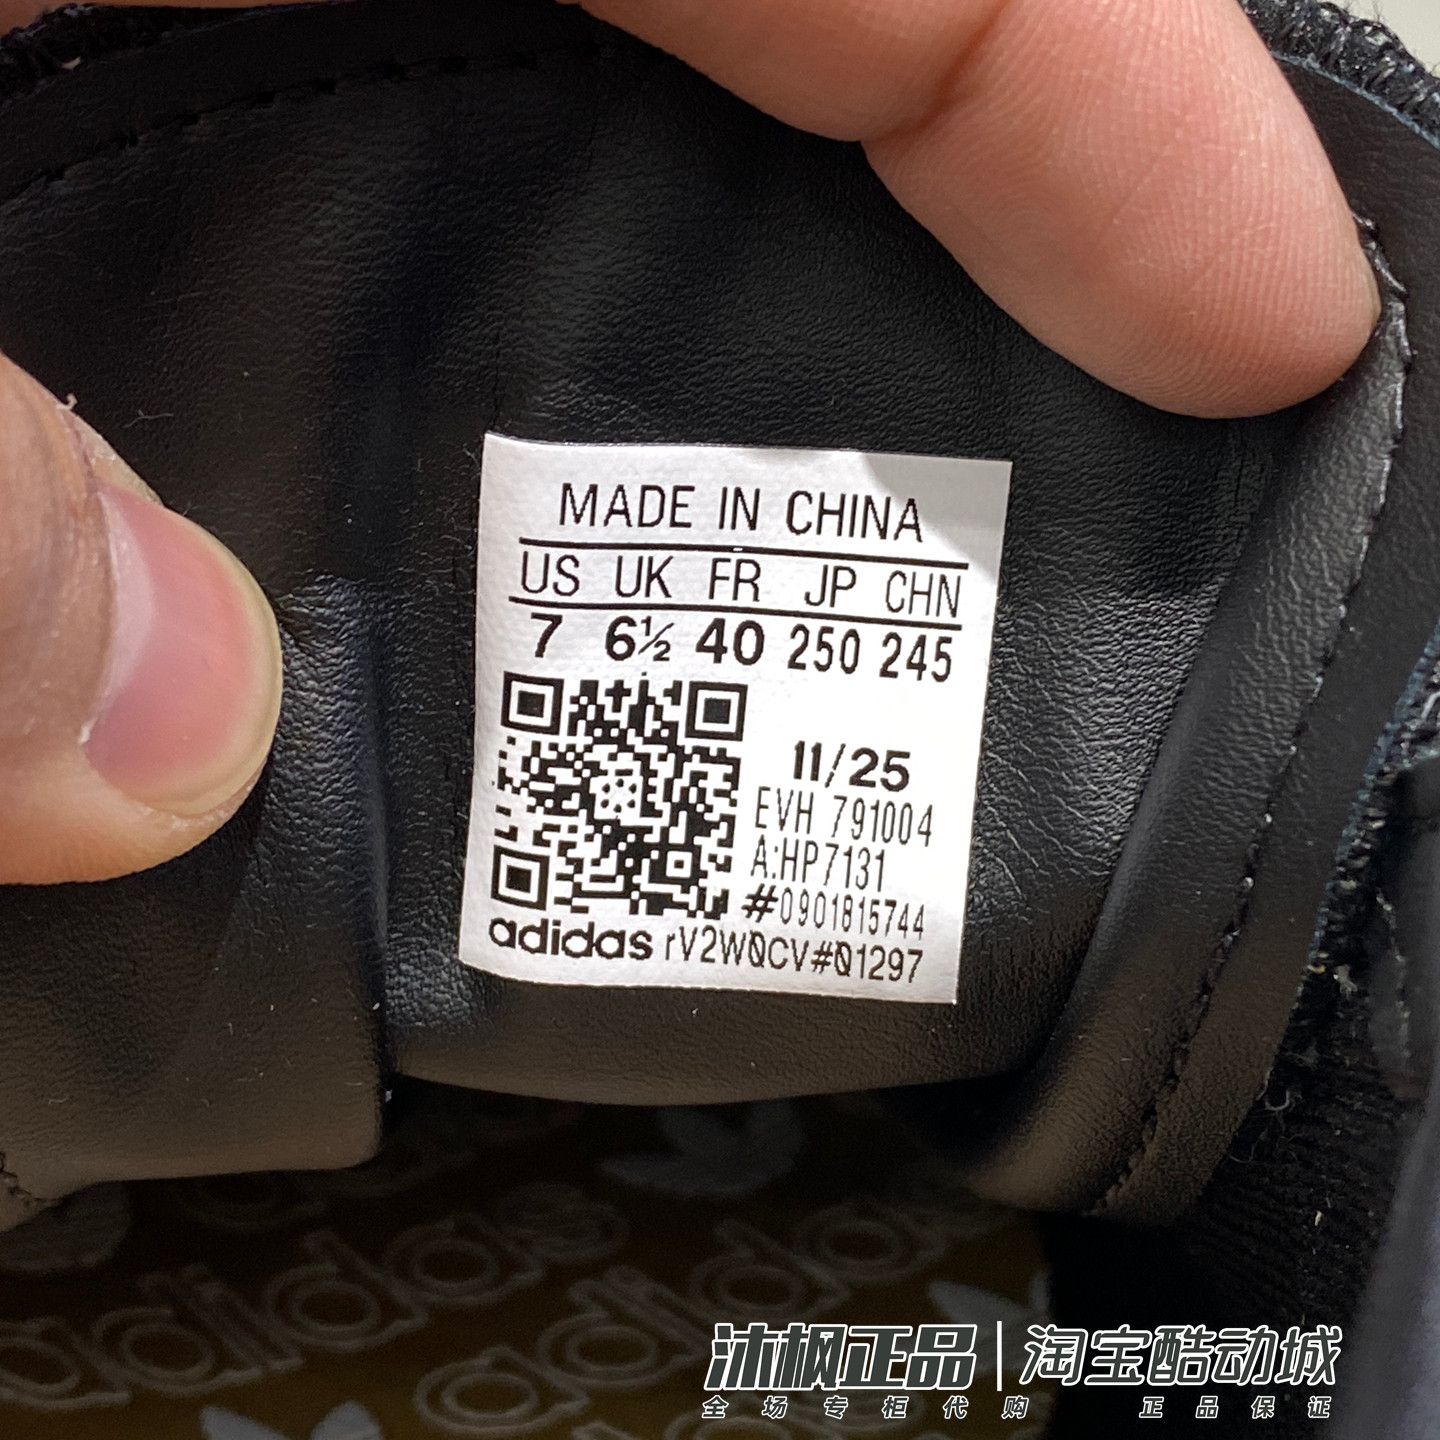 MADE IN CHINA
US UK FR JP CHN
7 6½ 40 250 245
11/25
EVH 791004
A:HP7131
#0901815744
adidas rV2W0CV#01297
adidas
adidas
沐枫正品 | 淘宝酷动城
全场专柜代购 正品保证